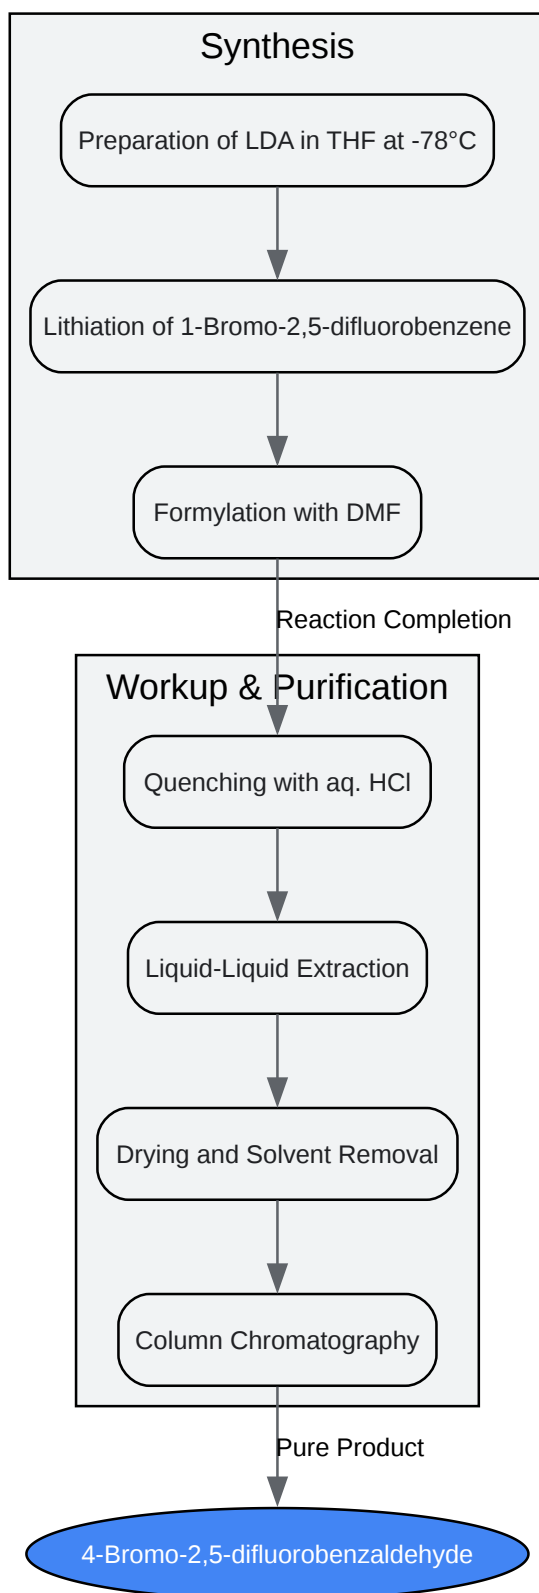 Synthesis
Preparation of LDA in THF at -78°C
Lithiation of 1-Bromo-2,5-difluorobenzene
Formylation with DMF
Reaction Completion
Workup & Purification
Quenching with aq. HCl
Liquid-Liquid Extraction
Drying and Solvent Removal
Column Chromatography
Pure Product
4-Bromo-2,5-difluorobenzaldehyde